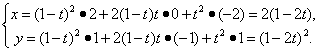 x = (1-t)² • 2 + 2(1-t)t • 0 + t² • (-2) = 2(1-2t),
y = (1-t)² • 1 + 2(1-t)t • (-1) + t² • 1 = (1-2t)².